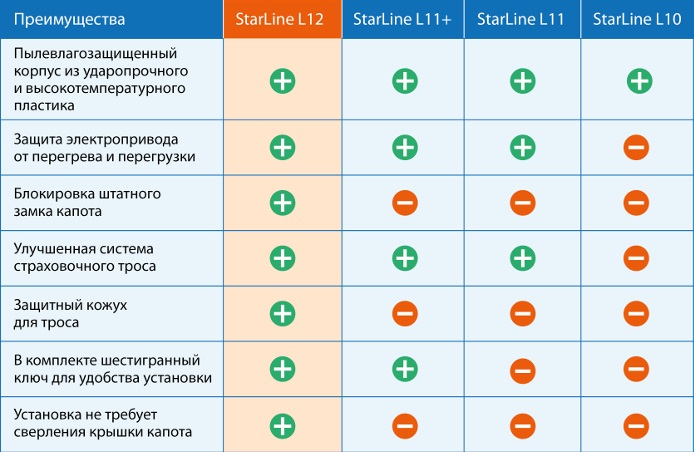 Преимущества StarLine L12 StarLine L11+ StarLine L11 StarLine L10
Пылевлагозащищенный
корпус из ударопрочного
и высокотемпературного
пластика
Защита электропривода
от перегрева и перегрузки
Блокировка штатного
замка капота
Улучшенная система
страховочного троса
Защитный кожух
для троса
В комплекте шестигранный
ключ для удобства установки
Установка не требует
сверления крышки капота